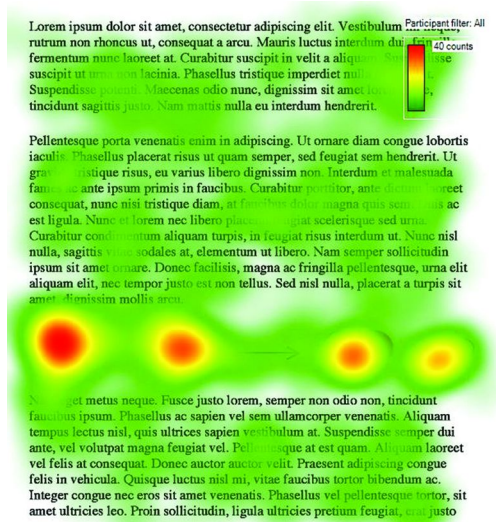 Participant filter: All
40 counts
Lorem ipsum dolor sit amet, consectetur adipiscing elit. Vestibulum
rutrum non rhoncus ut, consequat a arcu. Mauris luctus interdum dui
fermentum nunc laoreet at. Curabitur suscipit in velit a
suscipit ut urna non lacinia. Phasellus tristique imperdiet
Suspendisse potenti. Maecenas odio nunc, dignissim sit amet
tincidunt sagittis justo. Nam mattis nulla eu interdum hendrerit.
Pellentesque porta venenatis enim in adipiscing. Ut ornare diam congue lobortis
iaculis. Phasellus placerat risus ut quam semper, sed feugiat sem hendrerit. Ut
tristique risus, eu varius libero dignissim non. Interdum et malesuada
fames ac ante ipsum primis in faucibus. Curabitur porttitor, ante dictum laoreet
consequat, nunc nisi tristique diam, at faucibus dolor magna quis sem ac
est ligula. Nunc et lorem nec libero feugiat scelerisque sed urna.
Curabitur condimentum aliquam turpis, in feugiat risus interdum ut. Nunc nisl
nulla, sagittis vitae sodales at, elementum ut libero. Nam semper sollicitudin
ipsum sit amet ornare. Donec facilisis, magna ac fringilla pellentesque, urna elit
aliquam elit, nec tempor justo est non tellus. Sed nisl nulla, placerat a turpis sit
amet, dignissim mollis arcu.
eget metus neque. Fusce justo lorem, semper non odio non, tincidunt
faucibus ipsum. Phasellus ac sapien vel sem ullamcorper venenatis. Aliquam
tempus lectus nisl, quis ultrices sapien vestibulum at. Suspendisse semper dui
ante, vel volutpat magna feugiat vel. Pellentesque at est quam. Aliquam laoreet
vel felis at consequat. Donec auctor auctor velit. Praesent adipiscing congue
felis in vehicula. Quisque luctus nisl mi, vitae faucibus tortor bibendum ac.
Integer congue nec eros sit amet venenatis. Phasellus vel pellentesque tortor, sit
amet ultricies leo. Proin sollicitudin, ligula ultricies pretium feugiat, erat justo